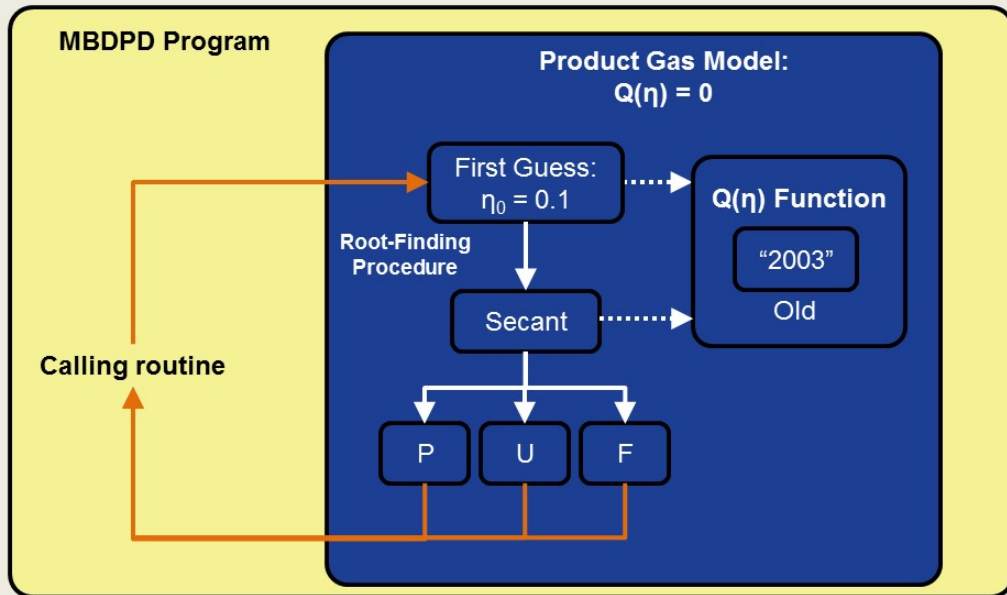 MBDPD Program
Product Gas Model:
Q(η) = 0
First Guess:
η₀ = 0.1
Q(η) Function
“2003”
Old
Root-Finding
Procedure
Secant
Calling routine
P
U
F